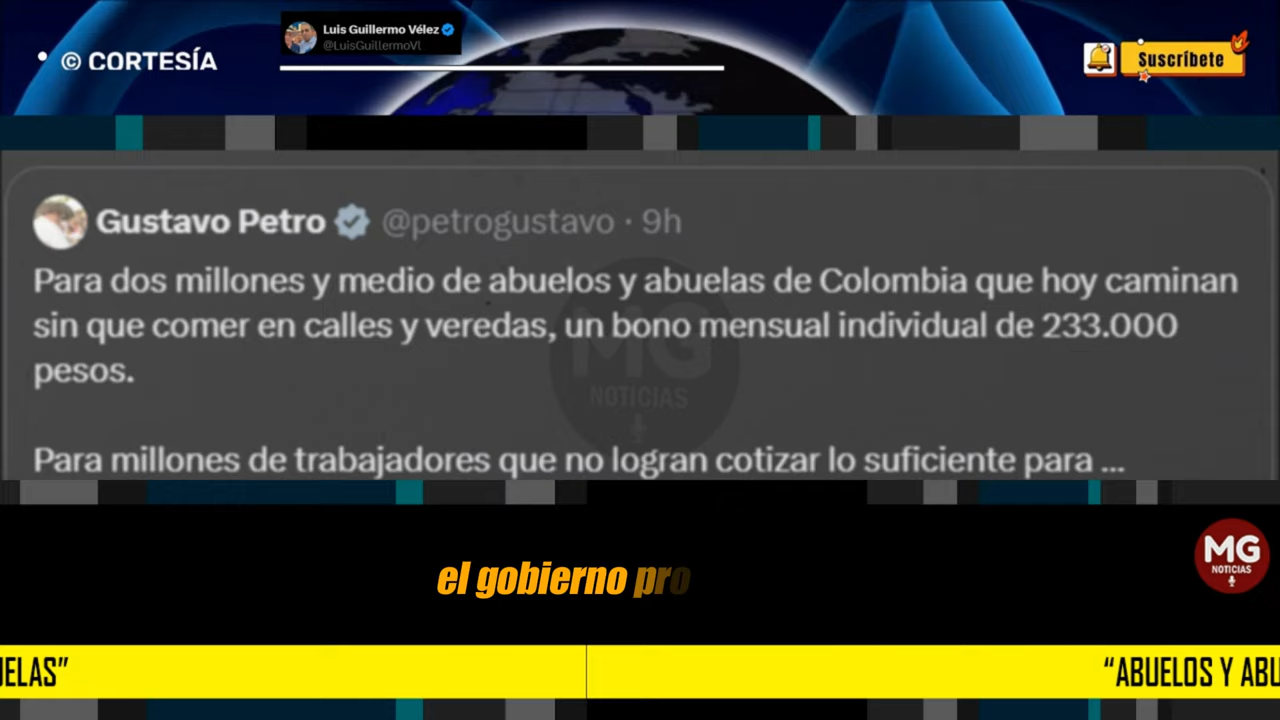 Luis Guillermo Vélez
@LuisGuillermoVl
© CORTESÍA
Suscríbete
Gustavo Petro @petrogustavo · 9h
Para dos millones y medio de abuelos y abuelas de Colombia que hoy caminan
sin que comer en calles y veredas, un bono mensual individual de 233.000
pesos.
Para millones de trabajadores que no logran cotizar lo suficiente para ...
MG
NOTICIAS
el gobierno pro
MG
NOTICIAS
UELAS” “ABUELOS Y ABU